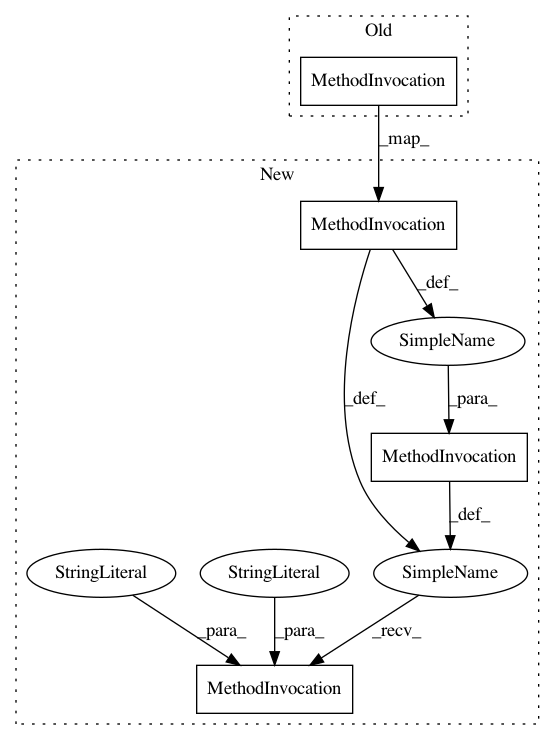 Old
MethodInvocation
_map_
New
MethodInvocation
_def_
SimpleName
_def_
_para_
MethodInvocation
_def_
StringLiteral
StringLiteral
SimpleName
_para_
_para_
_recv_
MethodInvocation